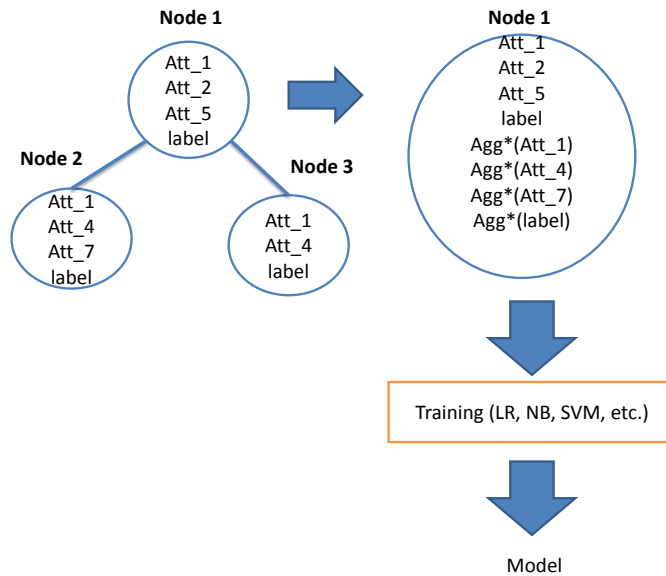 Node 1
Att_1
Att_2
Att_5
label
Node 2
Att_1
Att_4
Att_7
label
Node 3
Att_1
Att_4
label
Node 1
Att_1
Att_2
Att_5
label
Agg*(Att_1)
Agg*(Att_4)
Agg*(Att_7)
Agg*(label)
Training (LR, NB, SVM, etc.)
Model